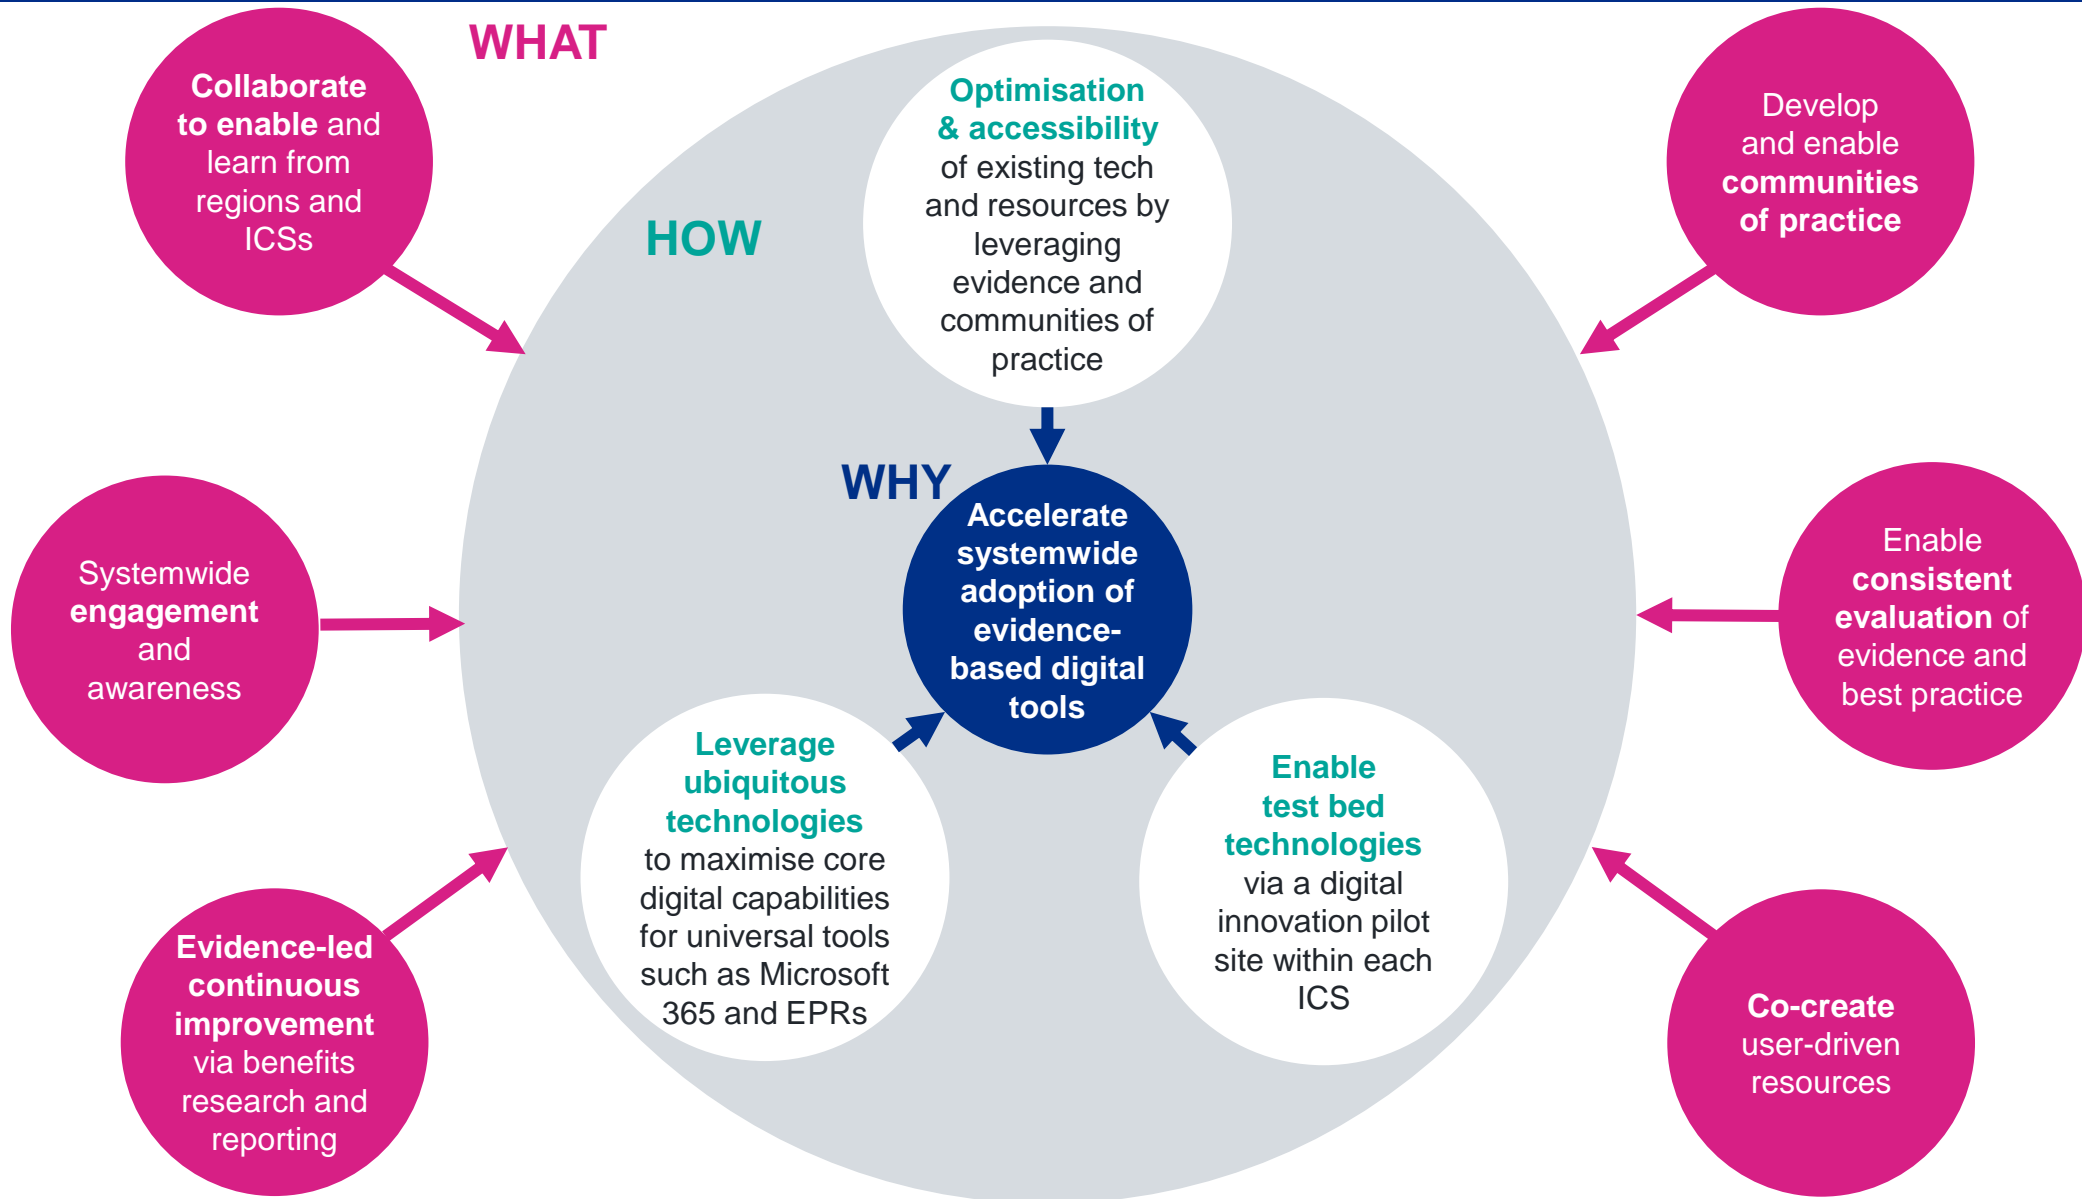 WHAT
Collaborate
to enable and
learn from
regions and
ICSs
Systemwide
engagement
and
awareness
Evidence-led
continuous
improvement
via benefits
research and
reporting
HOW
Optimisation
& accessibility
of existing tech
and resources by
leveraging
evidence and
communities of
practice
WHY
Accelerate
systemwide
adoption of
evidence-
based digital
tools
Leverage
ubiquitous
technologies
to maximise core
digital capabilities
for universal tools
such as Microsoft
365 and EPRs
Enable
test bed
technologies
via a digital
innovation pilot
site within each
ICS
Develop
and enable
communities
of practice
Enable
consistent
evaluation of
evidence and
best practice
Co-create
user-driven
resources